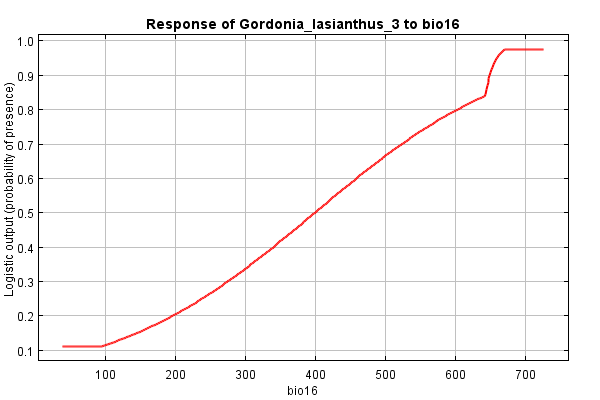 Response of Gordonia_lasianthus_3 to bio16
Logistic output (probability of presence)
1.0
0.9
0.8
0.7
0.6
0.5
0.4
0.3
0.2
0.1
100 200 300 400 500 600 700
bio16